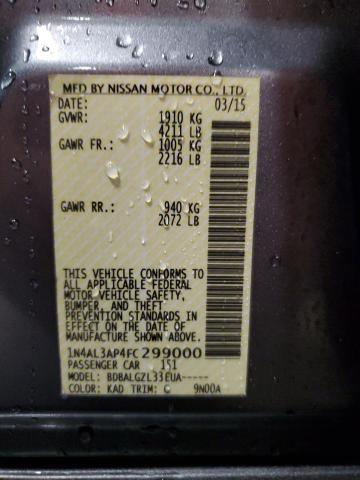 MFD BY NISSAN MOTOR CO., LTD.
DATE: 03/15
GVWR: 1910 KG
4211 LB
GAWR FR.: 1005 KG
2216 LB
GAWR RR.: 940 KG
2072 LB
THIS VEHICLE CONFORMS TO
ALL APPLICABLE FEDERAL
MOTOR VEHICLE SAFETY,
BUMPER, AND THEFT
PREVENTION STANDARDS IN
EFFECT ON THE DATE OF
MANUFACTURE SHOWN ABOVE.
1N4AL3AP4FC299000
PASSENGER CAR 151
MODEL: BDBALGZL33EUA-----
COLOR: KAD TRIM: G 9N00A